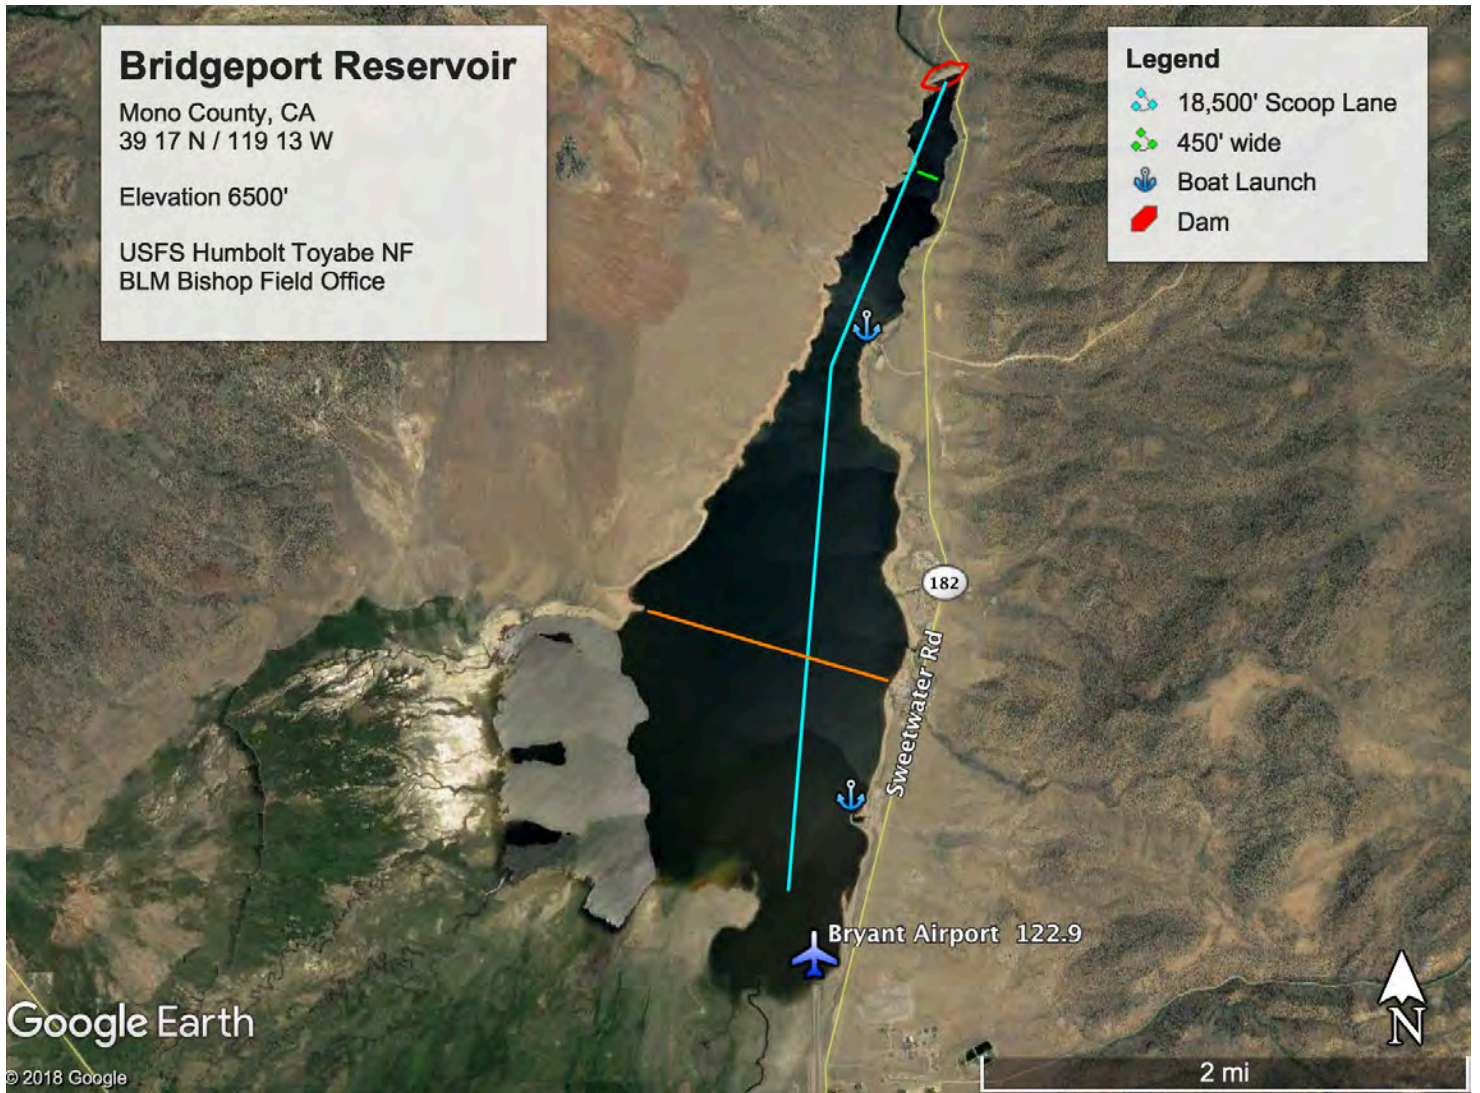 Bridgeport Reservoir
Mono County, CA
39 17 N / 119 13 W
Elevation 6500'
USFS Humbolt Toyabe NF
BLM Bishop Field Office
Legend
18,500' Scoop Lane
450' wide
Boat Launch
Dam
182
Sweetwater Rd
Bryant Airport 122.9
N
Google Earth
© 2018 Google
2 mi